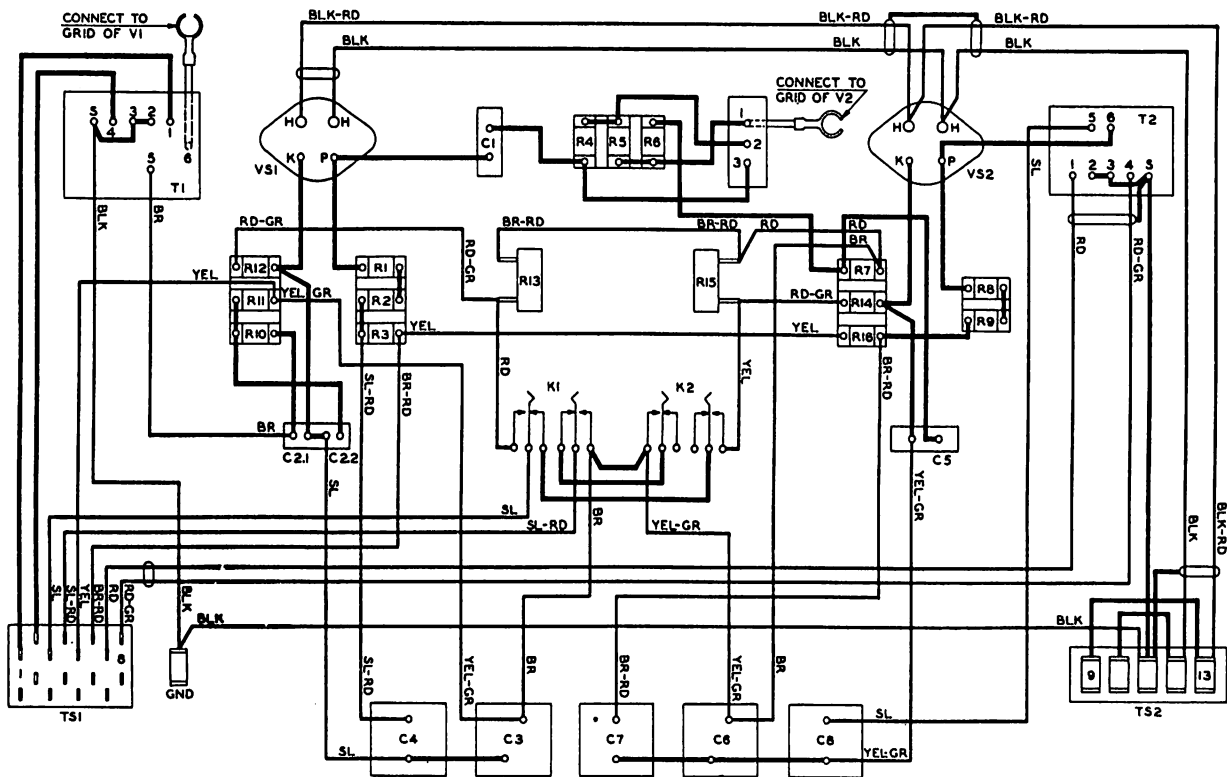 CONNECT TO
GRID OF V1
BLK-RD
BLK-RD
BLK-RD
BLK
BLK
BLK
CONNECT TO
GRID OF V2
S
4
3
2
1
5
6
T1
H
H
K
P
VS1
C1
R4
R5
R6
1
2
3
H
H
K
P
VS2
SL
T2
5
6
1
2
3
4
S
BLK
BR
RD-GR
RD-GR
BR-RD
BR-RD
RD
BR
RD
RD-GR
YEL
R12
R11
R10
YEL-GR
R1
R2
R3
R13
R15
R7
R14
R16
R8
R9
RD-GR
YEL
SL-RD
BR-RD
RD
K1
K2
YEL
BR
C2.1
C2.2
C5
SL
SL
SL-RD
BR
YEL-GR
YEL-GR
BLK
BLK-RD
SL
SL-RD
YEL
BR-RD
RD
RD-GR
BLK
BLK
BLK
1
8
TS1
GND
SL-RD
YEL-GR
BR
BR-RD
YEL-GR
BR
9
13
TS2
C4
C3
C7
C6
C8
SL
SL
YEL-GR